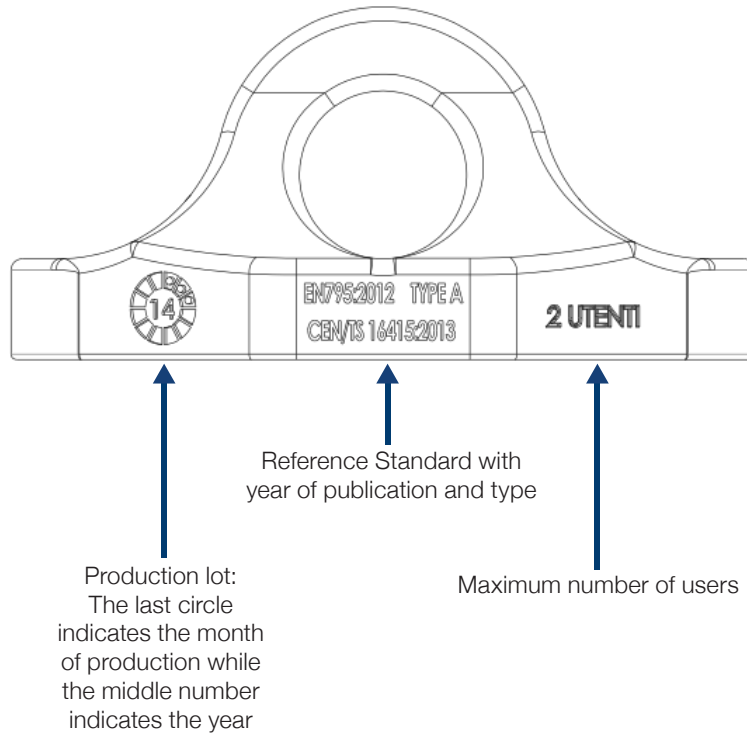 14
EN795:2012 TYPE A
CEN/TS 16415:2013
2 UTENTI
Reference Standard with
year of publication and type
Production lot:
The last circle
indicates the month
of production while
the middle number
indicates the year
Maximum number of users